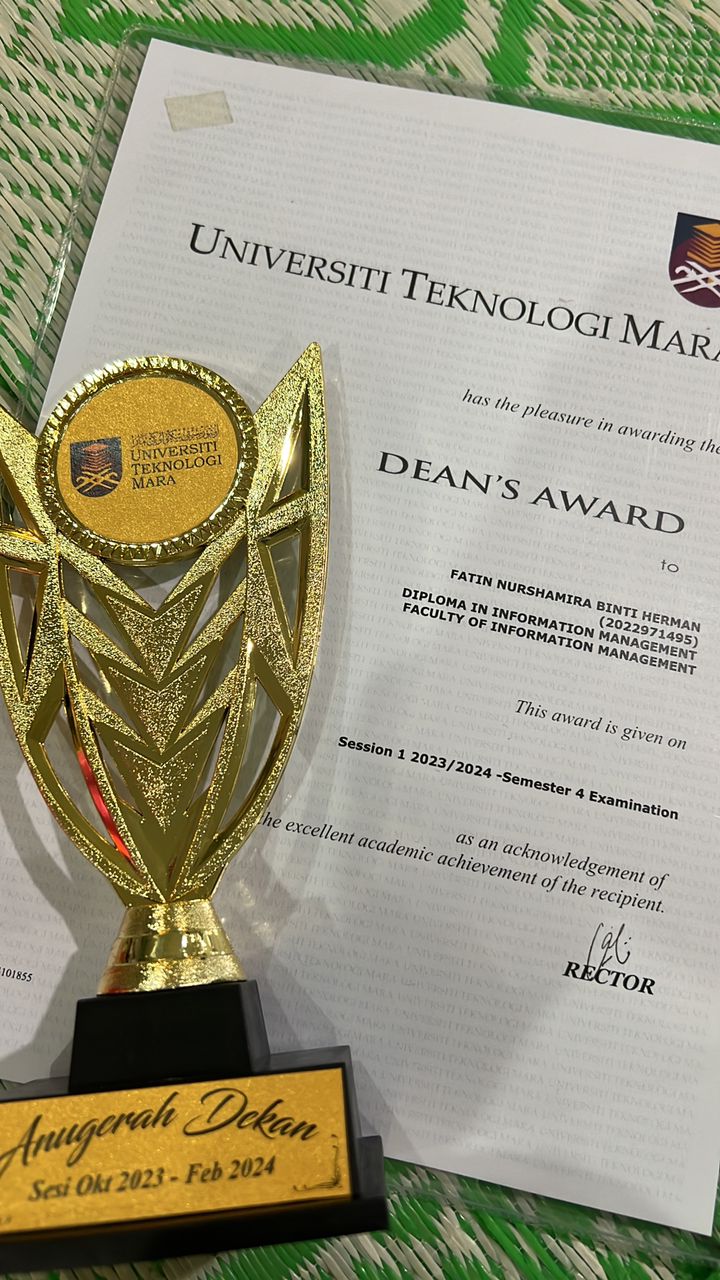 UNIVERSITI TEKNOLOGI MARA
has the pleasure in awarding the
DEAN'S AWARD
to
FATIN NURSHAMIRA BINTI HERMAN
(2022971495)
DIPLOMA IN INFORMATION MANAGEMENT
FACULTY OF INFORMATION MANAGEMENT
This award is given on
Session 1 2023/2024 -Semester 4 Examination
as an acknowledgement of
the excellent academic achievement of the recipient.
RECTOR
101855
UNIVERSITI
TEKNOLOGI
MARA
Anugerah Dekan
Sesi Okt 2023 - Feb 2024